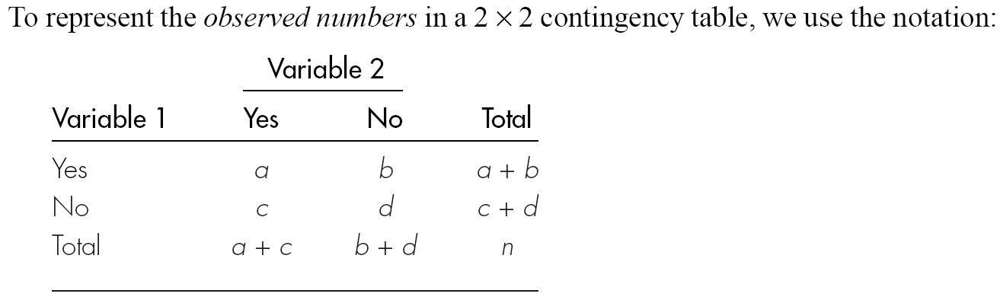 To represent the observed numbers in a 2 × 2 contingency table, we use the notation:
Variable 2
Variable 1 Yes No Total
Yes a b a + b
No c d c + d
Total a + c b + d n